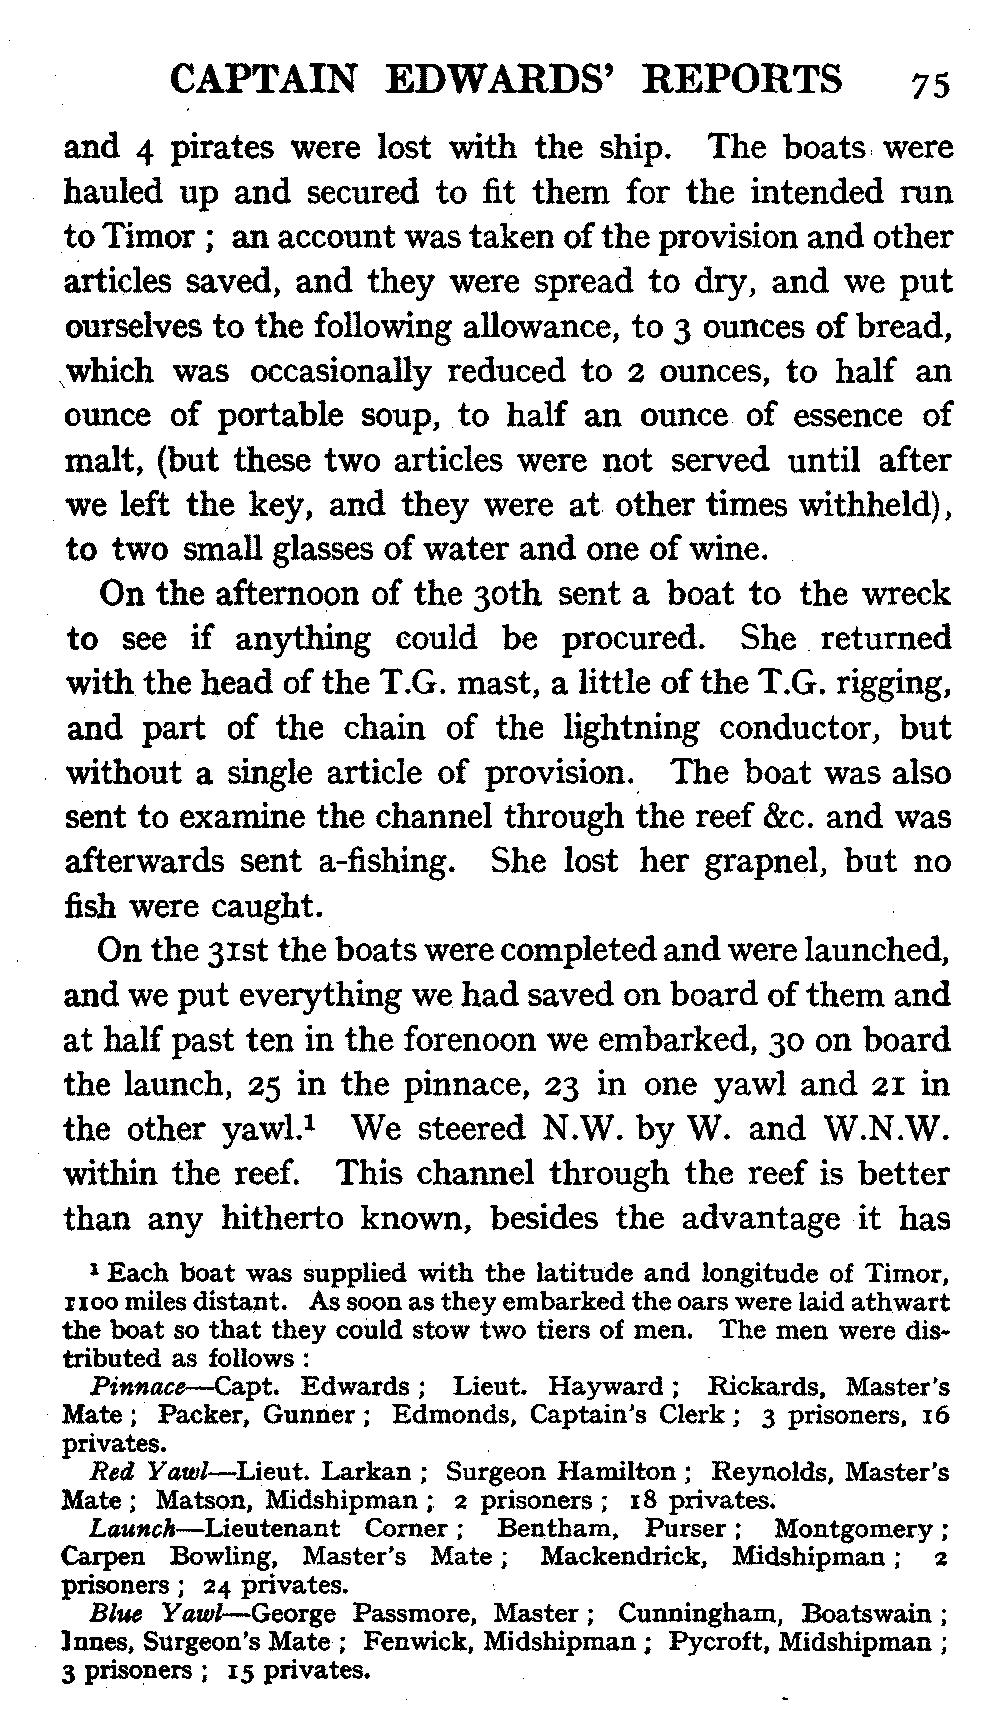 CAPTAIN EDWARDS' REPORTS 75
and 4 pirates were lost with the ship. The boats were
hauled up and secured to fit them for the intended run
to Timor ; an account was taken of the provision and other
articles saved, and they were spread to dry, and we put
ourselves to the following allowance, to 3 ounces of bread,
which was occasionally reduced to 2 ounces, to half an
ounce of portable soup, to half an ounce of essence of
malt, (but these two articles were not served until after
we left the key, and they were at other times withheld),
to two small glasses of water and one of wine.
On the afternoon of the 30th sent a boat to the wreck
to see if anything could be procured. She returned
with the head of the T.G. mast, a little of the T.G. rigging,
and part of the chain of the lightning conductor, but
without a single article of provision. The boat was also
sent to examine the channel through the reef &c. and was
afterwards sent a-fishing. She lost her grapnel, but no
fish were caught.
On the 31st the boats were completed and were launched,
and we put everything we had saved on board of them and
at half past ten in the forenoon we embarked, 30 on board
the launch, 25 in the pinnace, 23 in one yawl and 21 in
the other yawl.¹ We steered N.W. by W. and W.N.W.
within the reef. This channel through the reef is better
than any hitherto known, besides the advantage it has
¹ Each boat was supplied with the latitude and longitude of Timor,
1100 miles distant. As soon as they embarked the oars were laid athwart
the boat so that they could stow two tiers of men. The men were dis-
tributed as follows :
Pinnace—Capt. Edwards ; Lieut. Hayward ; Rickards, Master's
Mate ; Packer, Gunner ; Edmonds, Captain's Clerk ; 3 prisoners, 16
privates.
Red Yawl—Lieut. Larkan ; Surgeon Hamilton ; Reynolds, Master's
Mate ; Matson, Midshipman ; 2 prisoners ; 18 privates.
Launch—Lieutenant Corner ; Bentham, Purser ; Montgomery ;
Carpen Bowling, Master's Mate ; Mackendrick, Midshipman ; 2
prisoners ; 24 privates.
Blue Yawl—George Passmore, Master ; Cunningham, Boatswain ;
Innes, Surgeon's Mate ; Fenwick, Midshipman ; Pycroft, Midshipman ;
3 prisoners ; 15 privates.